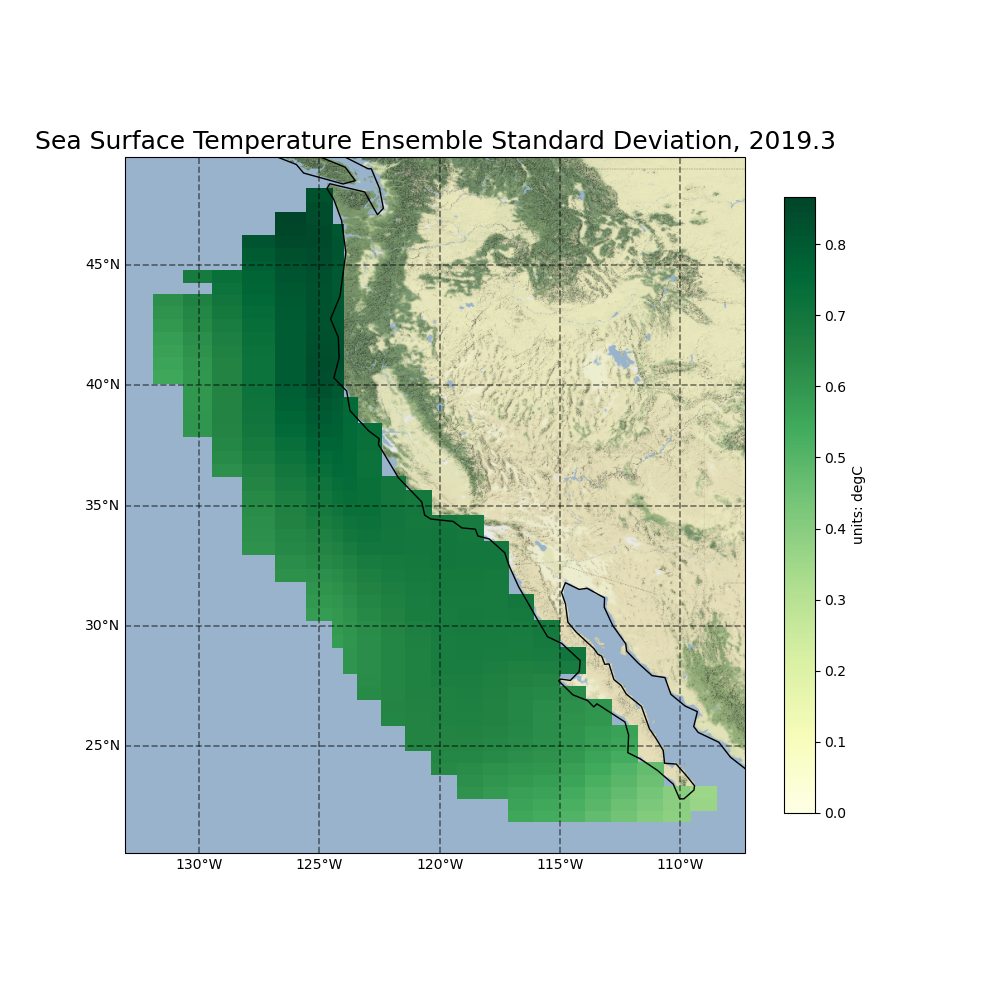 Sea Surface Temperature Ensemble Standard Deviation, 2019.3
45°N
40°N
35°N
30°N
25°N
130°W
125°W
120°W
115°W
110°W
0.8
0.7
0.6
0.5
0.4
0.3
0.2
0.1
0.0
units: degC